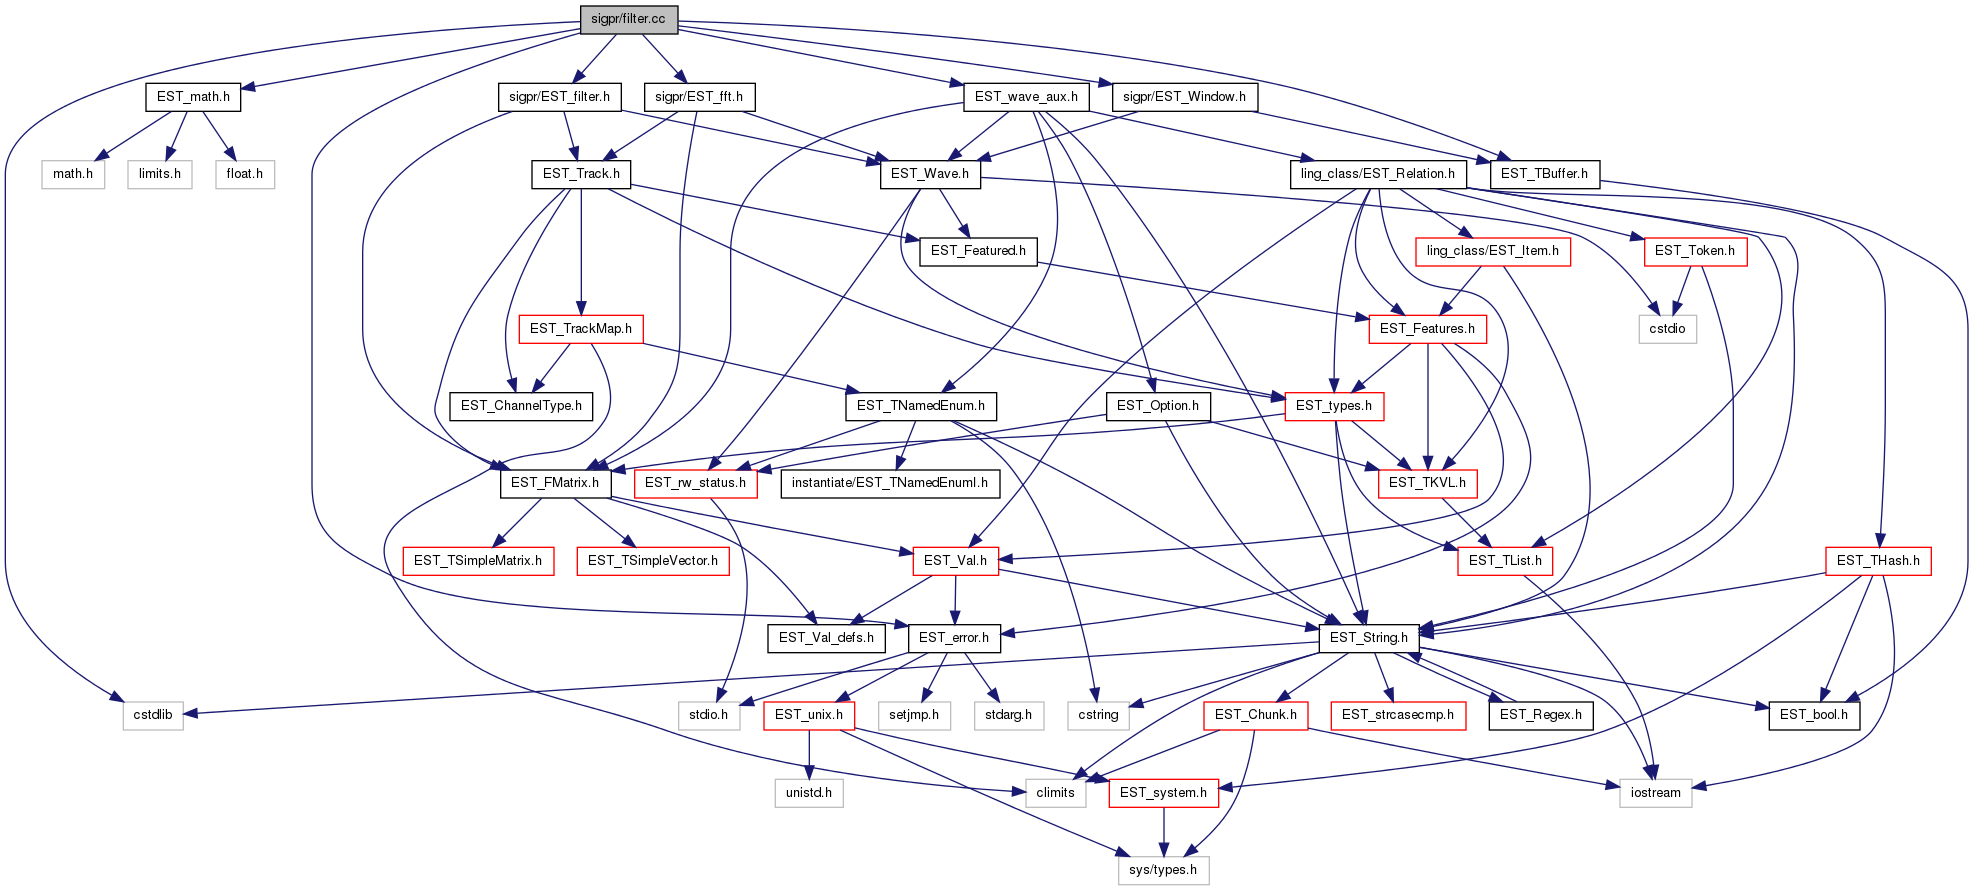 sigpr/filter.cc
EST_math.h
sigpr/EST_filter.h
sigpr/EST_fft.h
EST_wave_aux.h
sigpr/EST_Window.h
math.h
limits.h
float.h
EST_Track.h
EST_Wave.h
ling_class/EST_Relation.h
EST_TBuffer.h
EST_Featured.h
ling_class/EST_Item.h
EST_Token.h
EST_TrackMap.h
EST_Features.h
cstdio
EST_ChannelType.h
EST_TNamedEnum.h
EST_Option.h
EST_types.h
EST_FMatrix.h
EST_rw_status.h
instantiate/EST_TNamedEnumI.h
EST_TKVL.h
EST_TSimpleMatrix.h
EST_TSimpleVector.h
EST_Val.h
EST_TList.h
EST_THash.h
EST_Val_defs.h
EST_error.h
EST_String.h
cstdlib
stdio.h
EST_unix.h
setjmp.h
stdarg.h
cstring
EST_Chunk.h
EST_strcasecmp.h
EST_Regex.h
EST_bool.h
unistd.h
climits
EST_system.h
iostream
sys/types.h